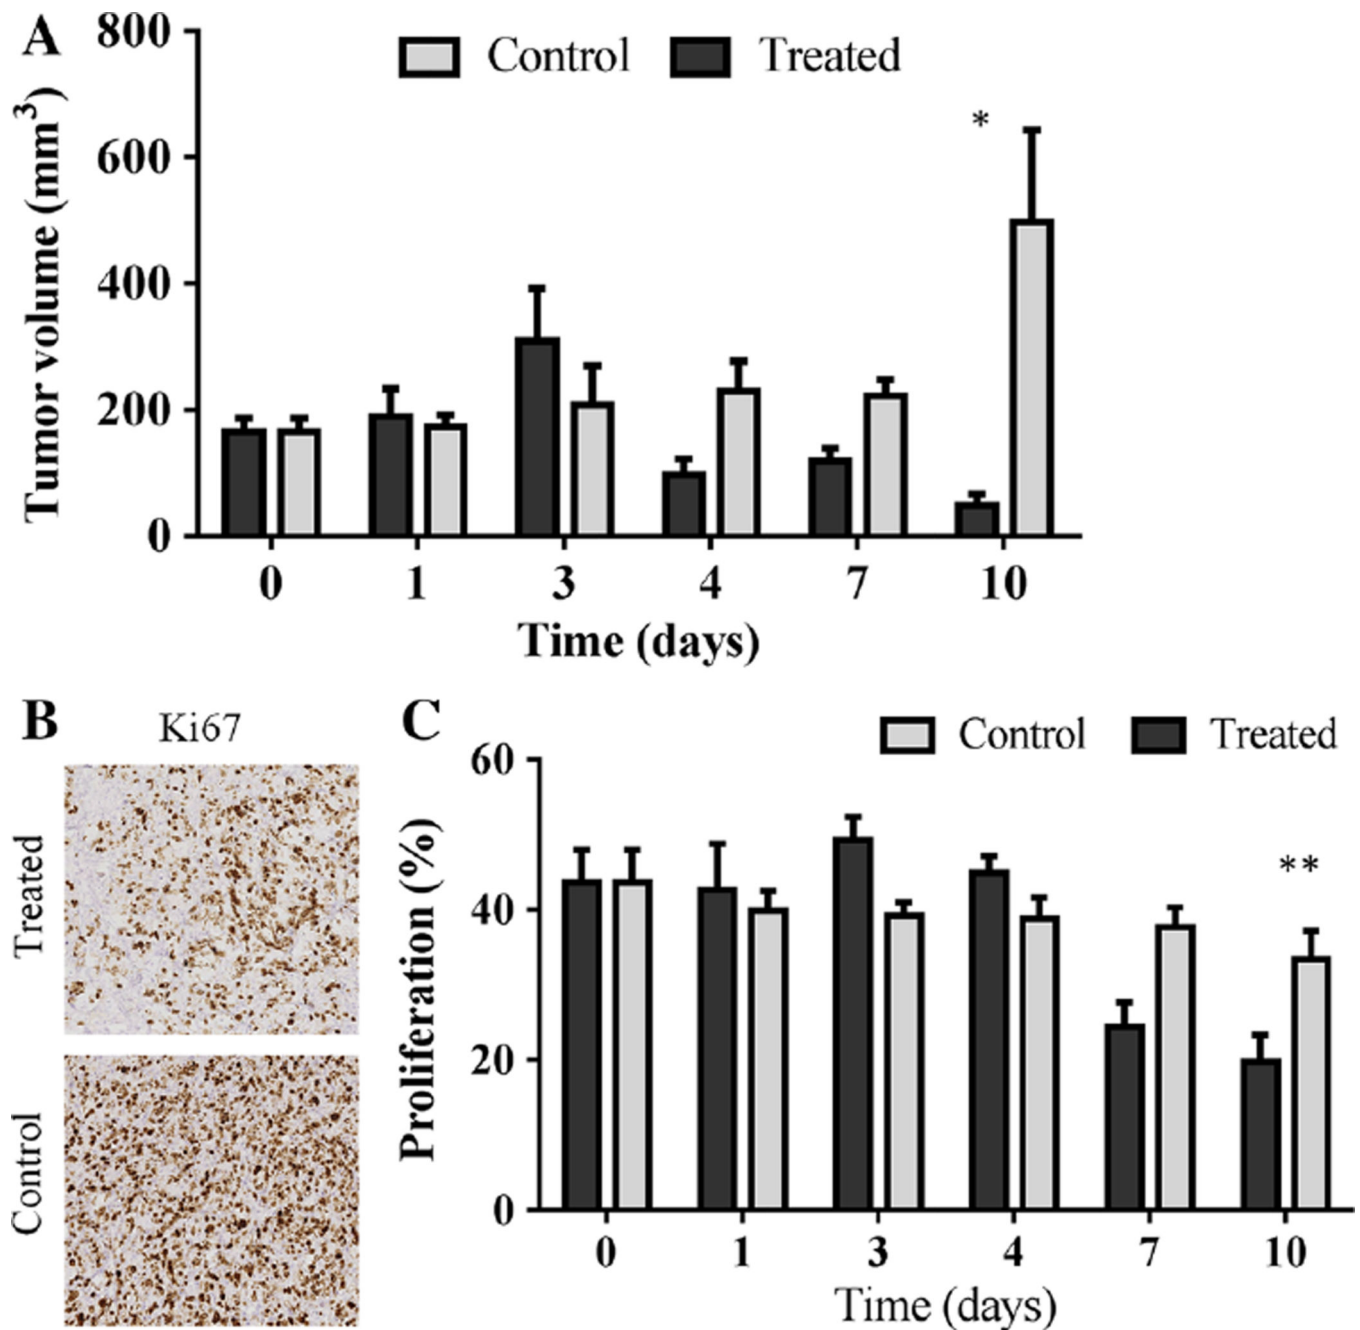 A
Control Treated
800
600
400
200
0
Tumor volume (mm³)
0 1 3 4 7 10
*
Time (days)
B
Ki67
Treated
Control
C
Control Treated
60
40
20
0
Proliferation (%)
**
0 1 3 4 7 10
Time (days)